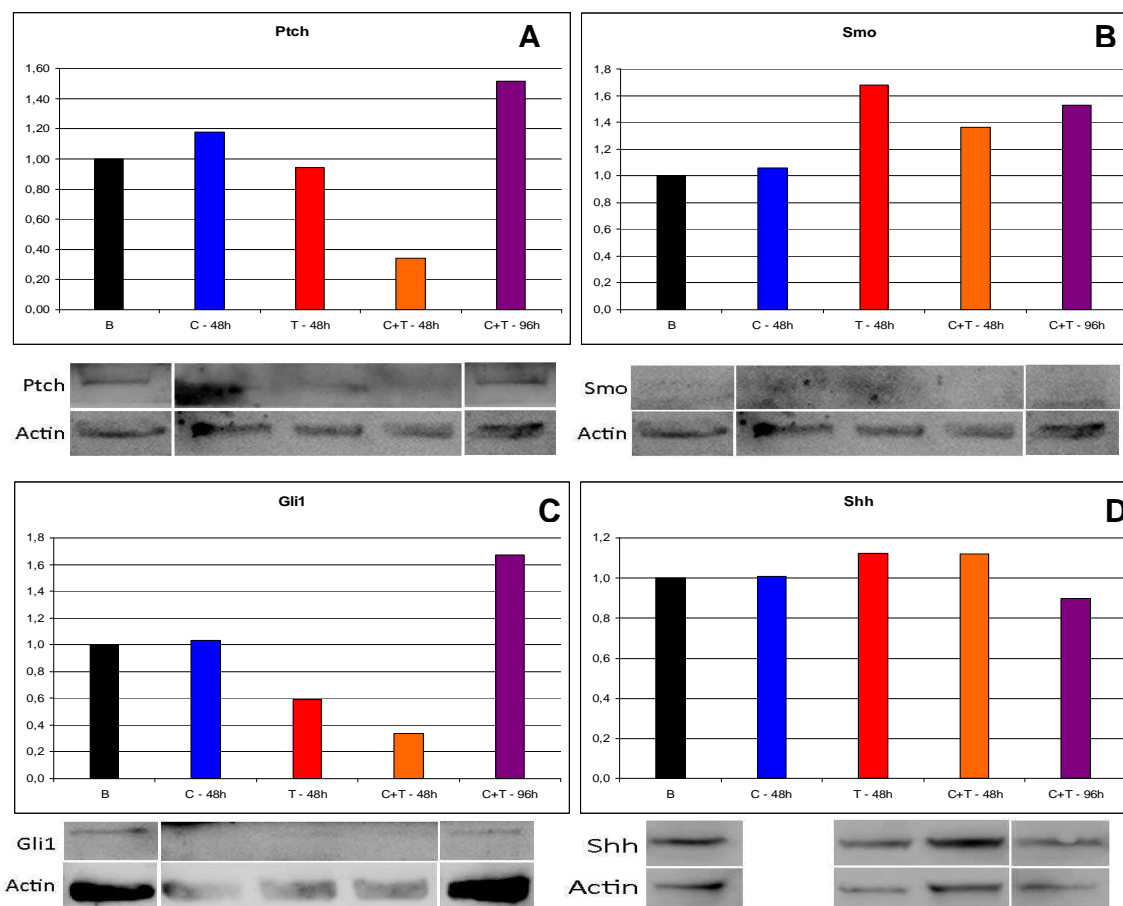 Ptch
A
1,60
1,40
1,20
1,00
0,80
0,60
0,40
0,20
0,00
B C - 48h T - 48h C+T - 48h C+T - 96h
Ptch
Actin
Smo
B
1,8
1,6
1,4
1,2
1,0
0,8
0,6
0,4
0,2
0,0
B C - 48h T - 48h C+T - 48h C+T - 96h
Smo
Actin
Gli1
C
1,8
1,6
1,4
1,2
1,0
0,8
0,6
0,4
0,2
0,0
B C - 48h T - 48h C+T - 48h C+T - 96h
Gli1
Actin
Shh
D
1,2
1,0
0,8
0,6
0,4
0,2
0,0
B C - 48h T - 48h C+T - 48h C+T - 96h
Shh
Actin